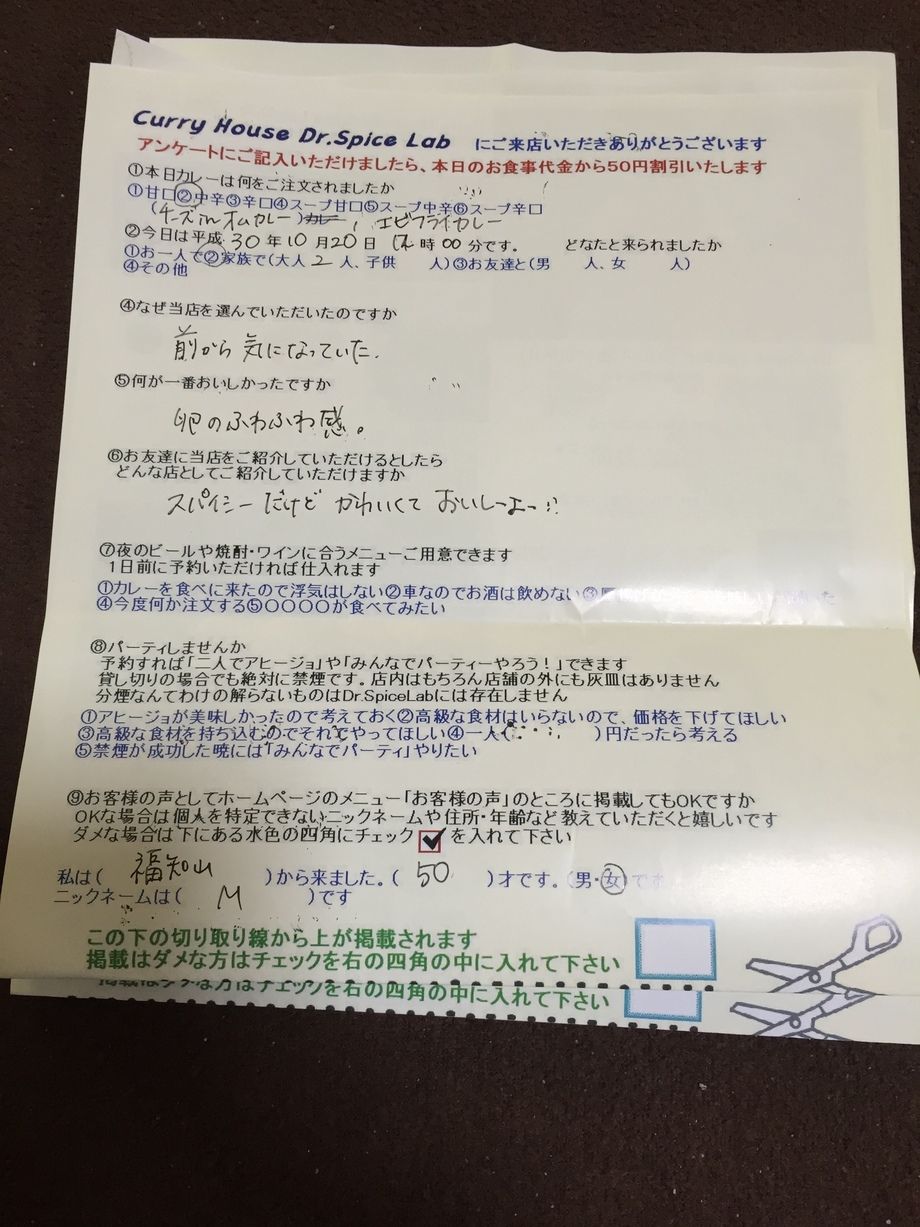 Curry House Dr.Spice Lab にご来店いただきありがとうございます
アンケートにご記入いただけましたら、本日のお食事代金から50円割引いたします
①本日カレーは何をご注文されましたか
①甘口②中辛③辛口④スープ甘口⑤スープ中辛⑥スープ辛口
(チーズinオムカレー) , エビフライカレー
②今日は平成 30 年 10 月 20 日 時 00 分です。 どなたと来られましたか
①お一人で②家族で(大人 2 人、子供 人)③お友達と(男 人、女 人)
④その他
④なぜ当店を選んでいただいたのですか
前から気になっていた.
⑤何が一番おいしかったですか
卵のふわふわ感。
⑥お友達に当店をご紹介していただけるとしたら
どんな店としてご紹介していただけますか
スパイシーだけど かわいくて おいしーよー
⑦夜のビールや焼酎・ワインに合うメニューご用意できます
1日前に予約いただければ仕入れます
①カレーを食べに来たので浮気はしない②車なのでお酒は飲めない③
④今度何か注文する⑤〇〇〇〇が食べてみたい
⑧パーティしませんか
予約すれば「二人でアヒージョ」や「みんなでパーティーやろう!」できます
貸し切りの場合でも絶対に禁煙です。店内はもちろん店舗の外にも灰皿はありません
分煙なんてわけの解らないものはDr.SpiceLabには存在しません
①アヒージョが美味しかったので考えておく②高級な食材はいらないので、価格を下げてほしい
③高級な食材を持ち込むのでそれでやってほしい④一人( )円だったら考える
⑤禁煙が成功した暁には「みんなでパーティ」やりたい
⑨お客様の声としてホームページのメニュー「お客様の声」のところに掲載してもOKですか
OKな場合は個人を特定できないニックネームや住所・年齢など教えていただくと嬉しいです
ダメな場合は下にある水色の四角にチェック を入れて下さい
私は( 福知山 )から来ました。( 50 )才です。(男・女)です
ニックネームは( M )です
この下の切り取り線から上が掲載されます
掲載はダメな方はチェックを右の四角の中に入れて下さい
掲載はダメな方はチェックを右の四角の中に入れて下さい